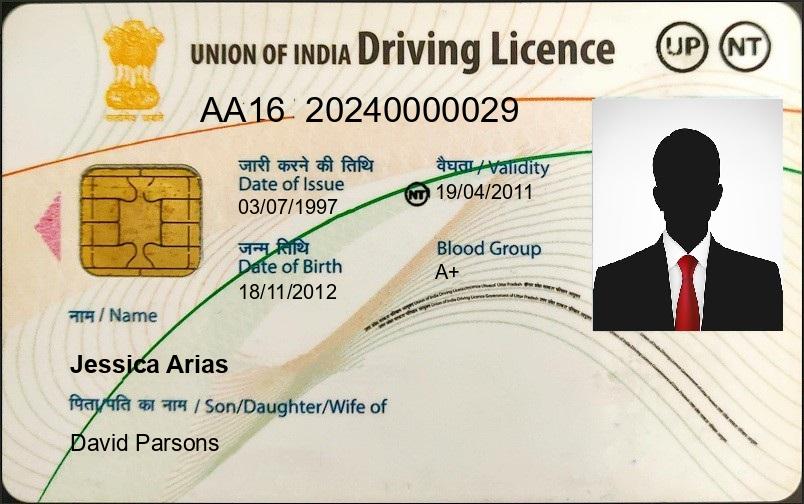 UNION OF INDIA Driving Licence UP NT
सत्यमेव जयते
AA16 20240000029
जारी करने की तिथि
Date of Issue
03/07/1997
वैघता / Validity
NT 19/04/2011
जन्म तिथि
Date of Birth
18/11/2012
Blood Group
A+
नाम / Name
Jessica Arias
पिता/पति का नाम / Son/Daughter/Wife of
David Parsons